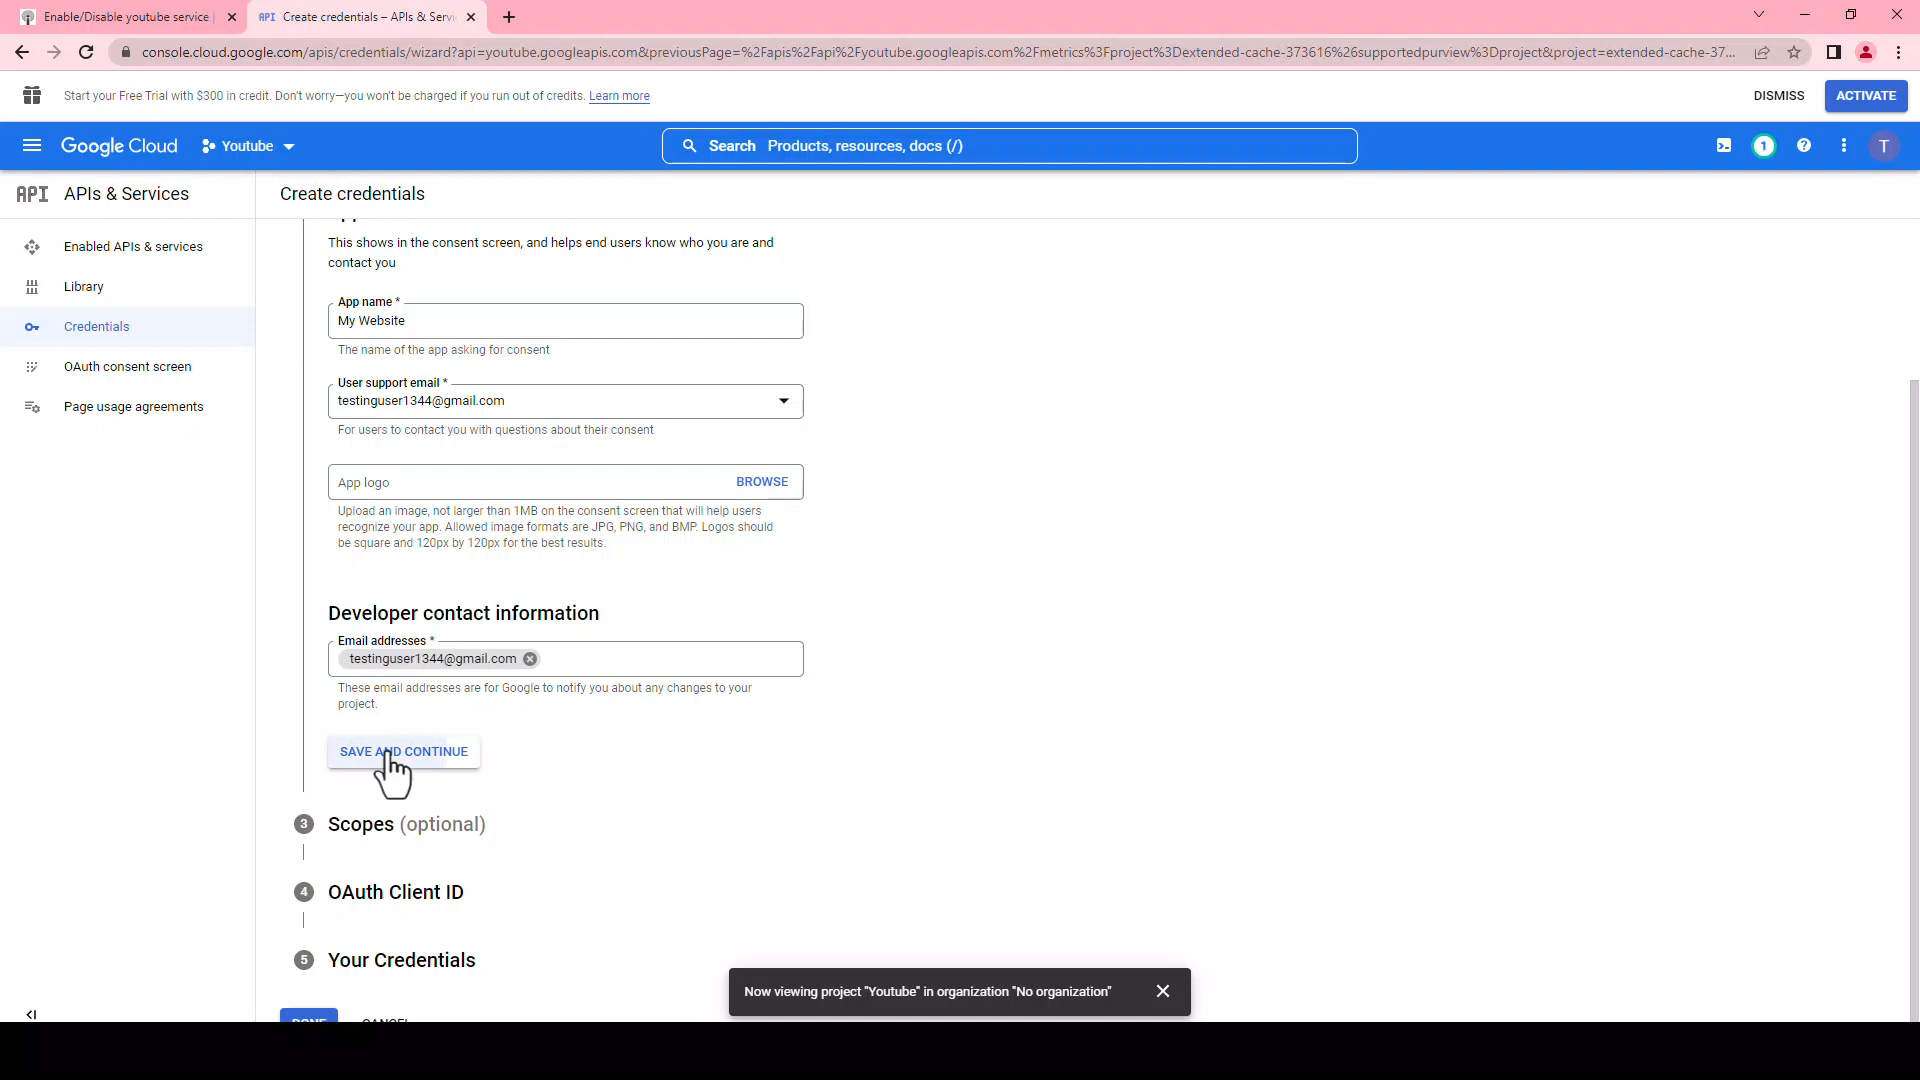 Enable/Disable youtube service
API Create credentials – APIs & Servi
console.cloud.google.com/apis/credentials/wizard?api=youtube.googleapis.com&previousPage=%2Fapis%2Fapi%2Fyoutube.googleapis.com%2Fmetrics%3Fproject%3Dextended-cache-373616%26supportedpurview%3Dproject&project=extended-cache-37...
Start your Free Trial with $300 in credit. Don't worry—you won't be charged if you run out of credits. Learn more
DISMISS
ACTIVATE
Google Cloud
Youtube
Search Products, resources, docs (/)
1
?
T
API APIs & Services
Create credentials
Enabled APIs & services
Library
Credentials
OAuth consent screen
Page usage agreements
This shows in the consent screen, and helps end users know who you are and
contact you
App name *
My Website
The name of the app asking for consent
User support email *
testinguser1344@gmail.com
For users to contact you with questions about their consent
App logo
BROWSE
Upload an image, not larger than 1MB on the consent screen that will help users
recognize your app. Allowed image formats are JPG, PNG, and BMP. Logos should
be square and 120px by 120px for the best results.
Developer contact information
Email addresses *
testinguser1344@gmail.com
These email addresses are for Google to notify you about any changes to your
project.
SAVE AND CONTINUE
3 Scopes (optional)
4 OAuth Client ID
5 Your Credentials
Now viewing project "Youtube" in organization "No organization"
DONE
CANCEL